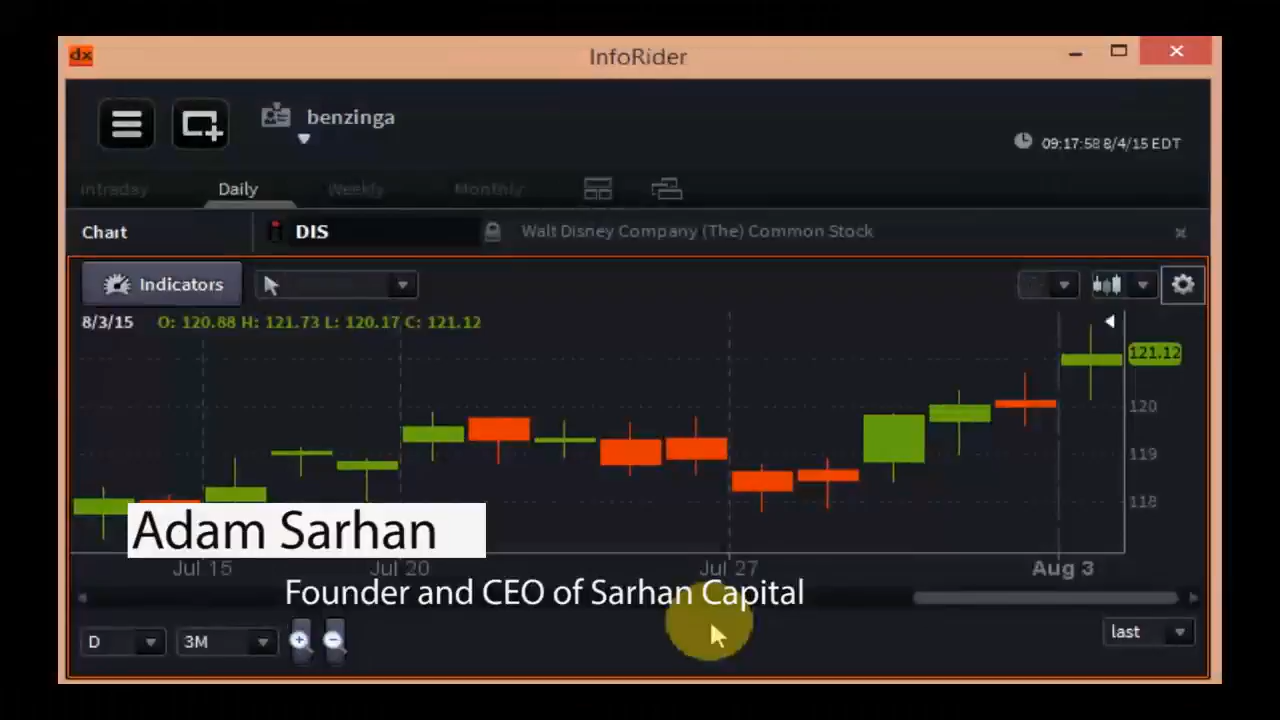 dx
InfoRider
benzinga
09:17:58 8/4/15 EDT
Intraday Daily Weekly Monthly
Chart DIS Walt Disney Company (The) Common Stock
Indicators
8/3/15 O: 120.88 H: 121.73 L: 120.17 C: 121.12
121.12
120
119
118
Adam Sarhan
Jul 15 Jul 20 Jul 27 Aug 3
Founder and CEO of Sarhan Capital
D 3M last